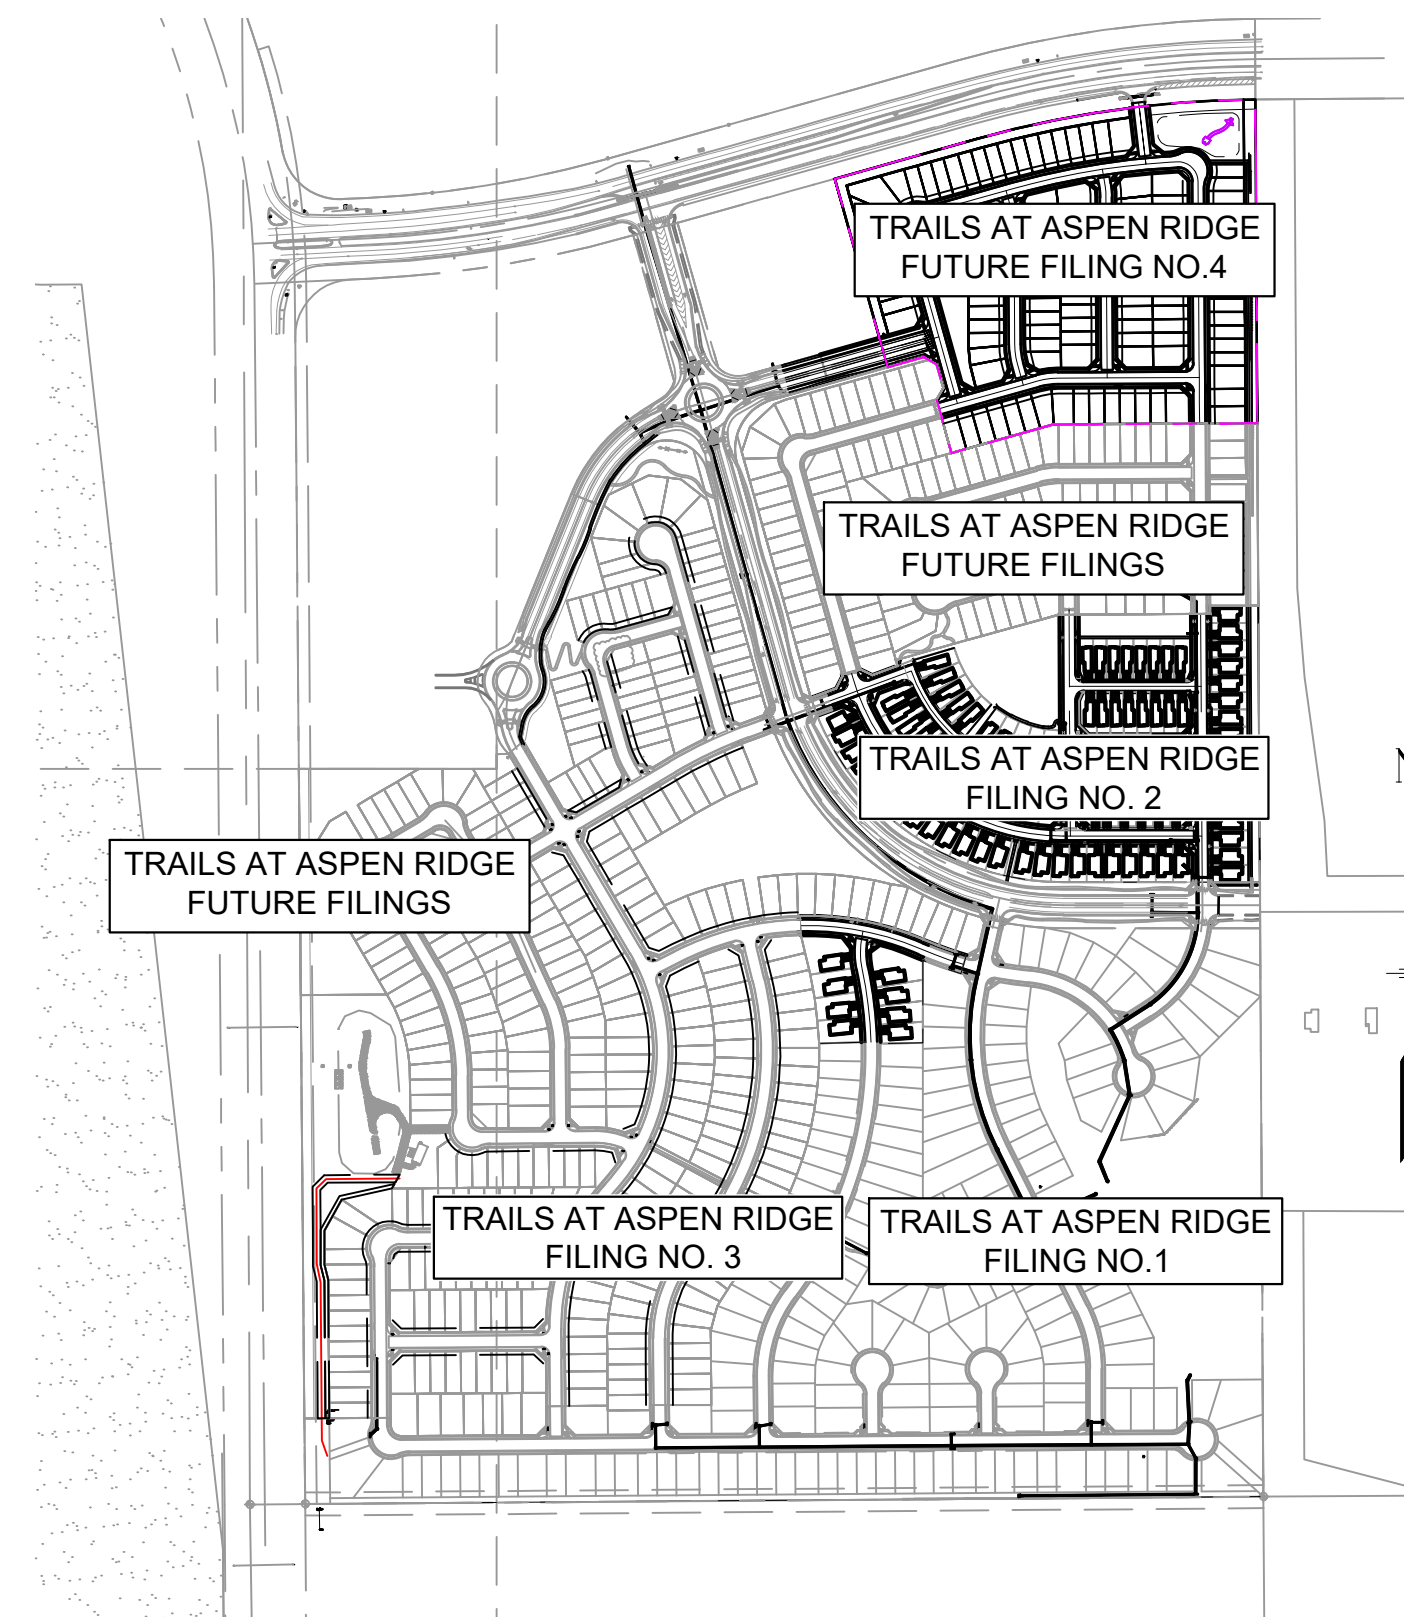 TRAILS AT ASPEN RIDGE
FUTURE FILING NO.4
TRAILS AT ASPEN RIDGE
FUTURE FILINGS
TRAILS AT ASPEN RIDGE
FILING NO. 2
TRAILS AT ASPEN RIDGE
FUTURE FILINGS
TRAILS AT ASPEN RIDGE
FILING NO. 3
TRAILS AT ASPEN RIDGE
FILING NO.1